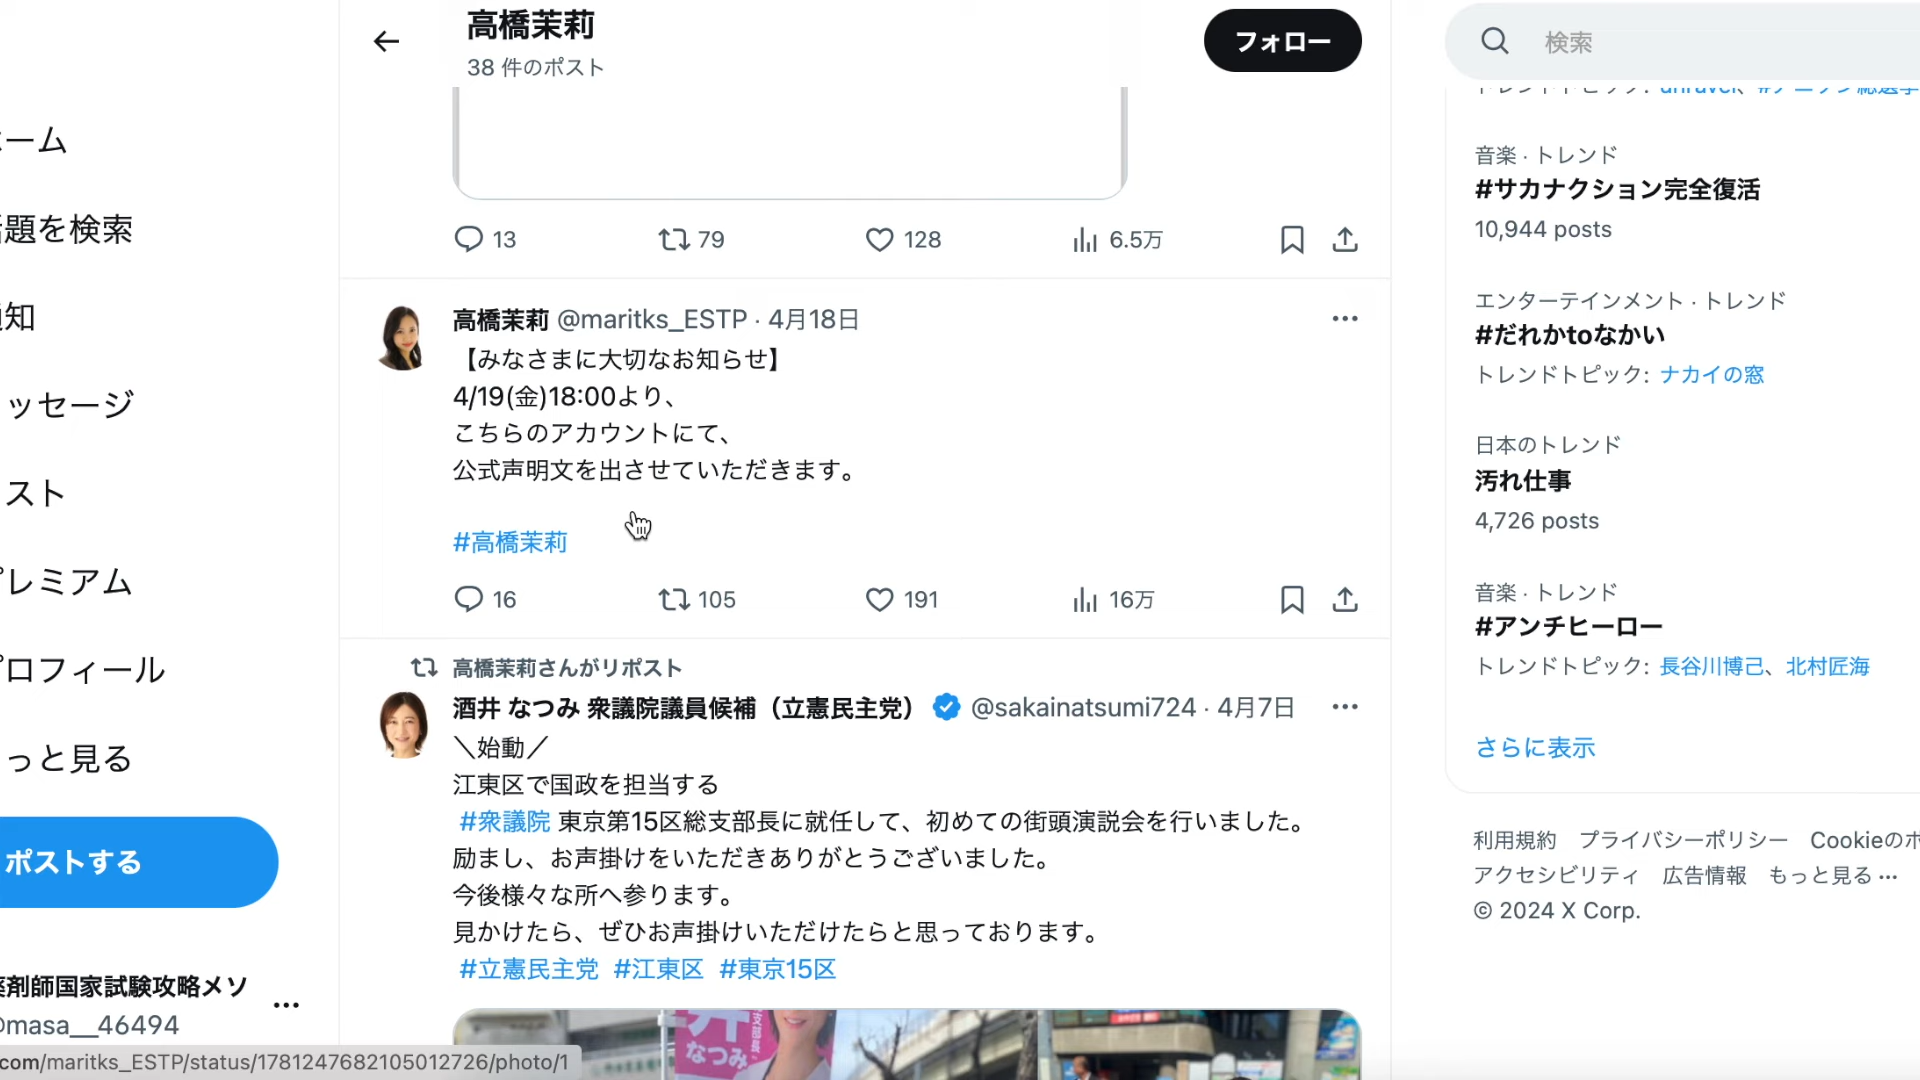 高橋茉莉
38 件のポスト
フォロー
検索
ーム
題を検索
知
ッセージ
スト
プレミアム
プロフィール
っと見る
ポストする
薬剤師国家試験攻略メソ
@masa__46494
com/maritks_ESTP/status/1781247682105012726/photo/1
13 79 128 6.5万
高橋茉莉 @maritks_ESTP · 4月18日
【みなさまに大切なお知らせ】
4/19(金)18:00より、
こちらのアカウントにて、
公式声明文を出させていただきます。
#高橋茉莉
16 105 191 16万
高橋茉莉さんがリポスト
酒井 なつみ 衆議院議員候補（立憲民主党） @sakainatsumi724 · 4月7日
＼始動／
江東区で国政を担当する
#衆議院 東京第15区総支部長に就任して、初めての街頭演説会を行いました。
励まし、お声掛けをいただきありがとうございました。
今後様々な所へ参ります。
見かけたら、ぜひお声掛けいただけたらと思っております。
#立憲民主党 #江東区 #東京15区
なつみ
トレンドトピック: unravel、#アニソン総選挙
音楽 · トレンド
#サカナクション完全復活
10,944 posts
エンターテインメント · トレンド
#だれかtoなかい
トレンドトピック: ナカイの窓
日本のトレンド
汚れ仕事
4,726 posts
音楽 · トレンド
#アンチヒーロー
トレンドトピック: 長谷川博己、北村匠海
さらに表示
利用規約 プライバシーポリシー Cookieのポ
アクセシビリティ 広告情報 もっと見る ···
© 2024 X Corp.